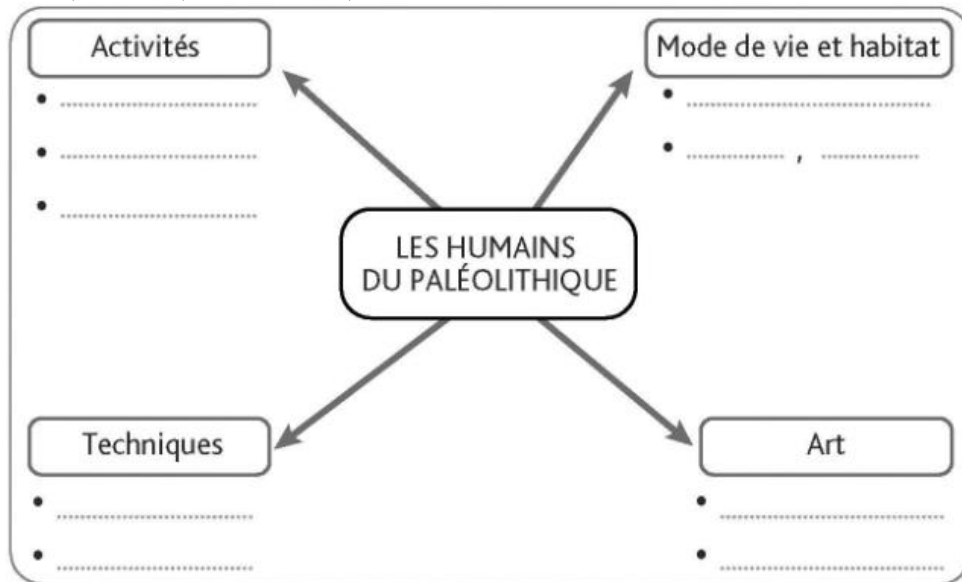 Activités
Mode de vie et habitat
LES HUMAINS
DU PALÉOLITHIQUE
Techniques
Art